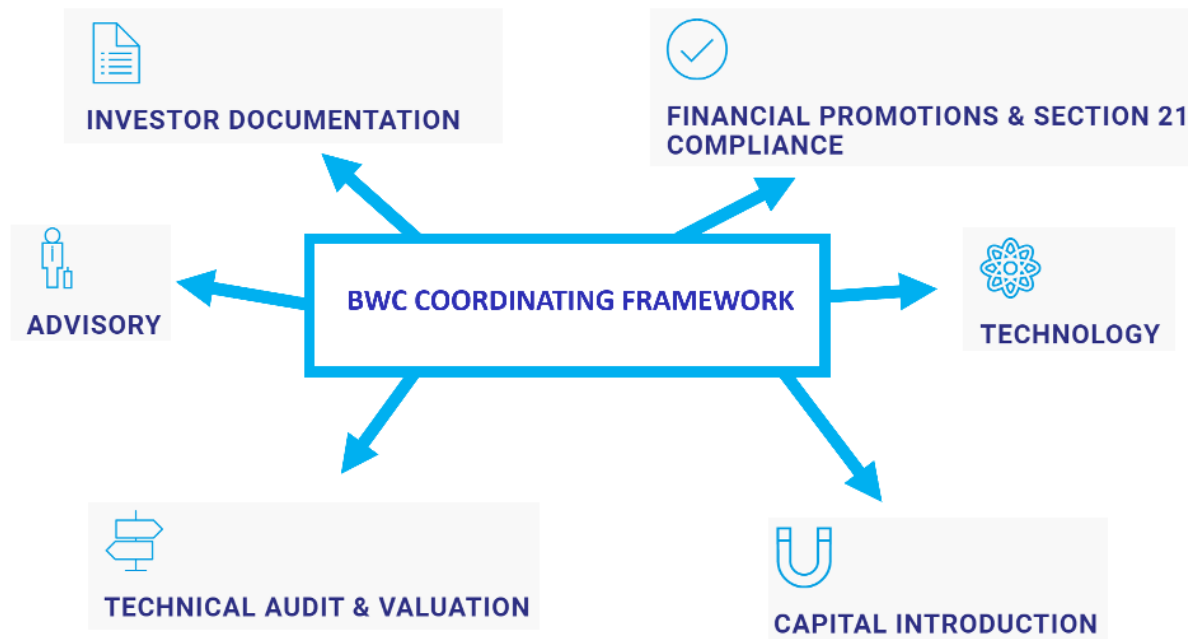 INVESTOR DOCUMENTATION
FINANCIAL PROMOTIONS & SECTION 21
COMPLIANCE
ADVISORY
BWC COORDINATING FRAMEWORK
TECHNOLOGY
TECHNICAL AUDIT & VALUATION
CAPITAL INTRODUCTION